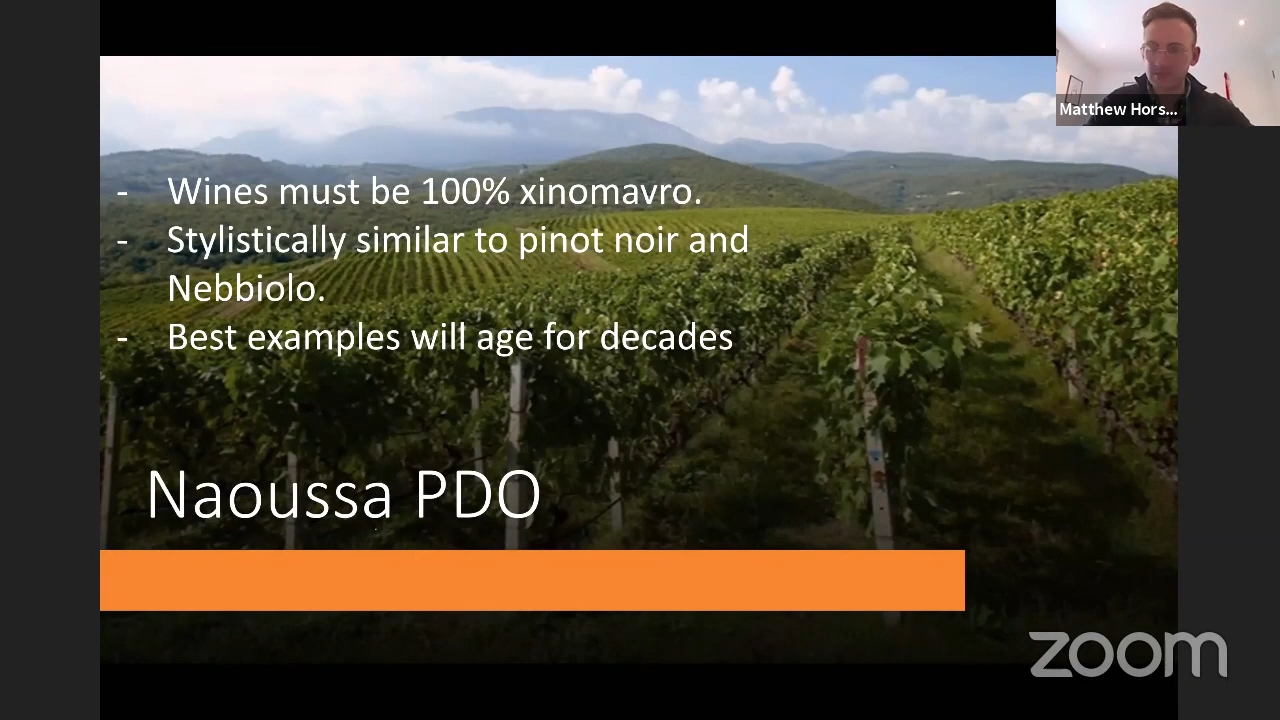 Matthew Hors...
- Wines must be 100% xinomavro.
- Stylistically similar to pinot noir and
Nebbiolo.
- Best examples will age for decades
Naoussa PDO
zoom